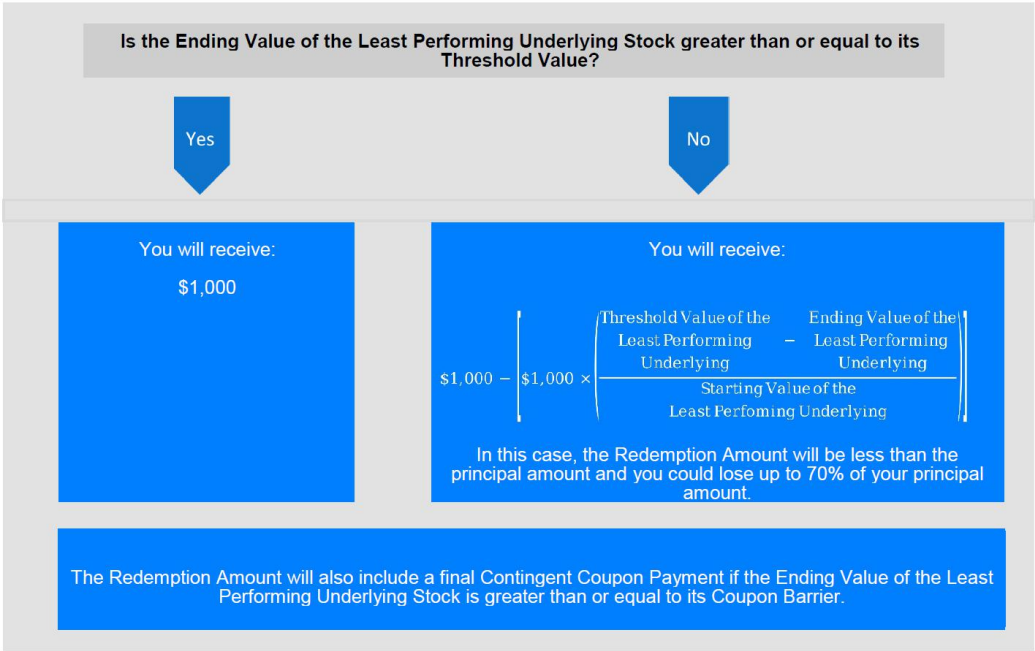 Is the Ending Value of the Least Performing Underlying Stock greater than or equal to its
Threshold Value?
Yes
No
You will receive:
$1,000
You will receive:
$1,000 − [$1,000 × (
Threshold Value of the
Least Performing
Underlying
−
Ending Value of the
Least Performing
Underlying
Starting Value of the
Least Perfoming Underlying
)]
In this case, the Redemption Amount will be less than the
principal amount and you could lose up to 70% of your principal
amount.
The Redemption Amount will also include a final Contingent Coupon Payment if the Ending Value of the Least
Performing Underlying Stock is greater than or equal to its Coupon Barrier.